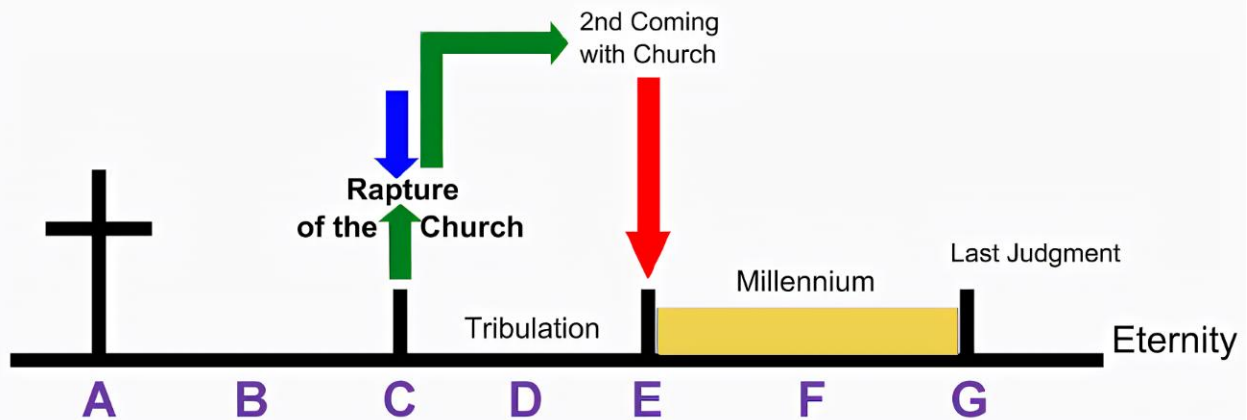 2nd Coming
with Church
Rapture
of the Church
Last Judgment
Millennium
Tribulation
Eternity
A B C D E F G